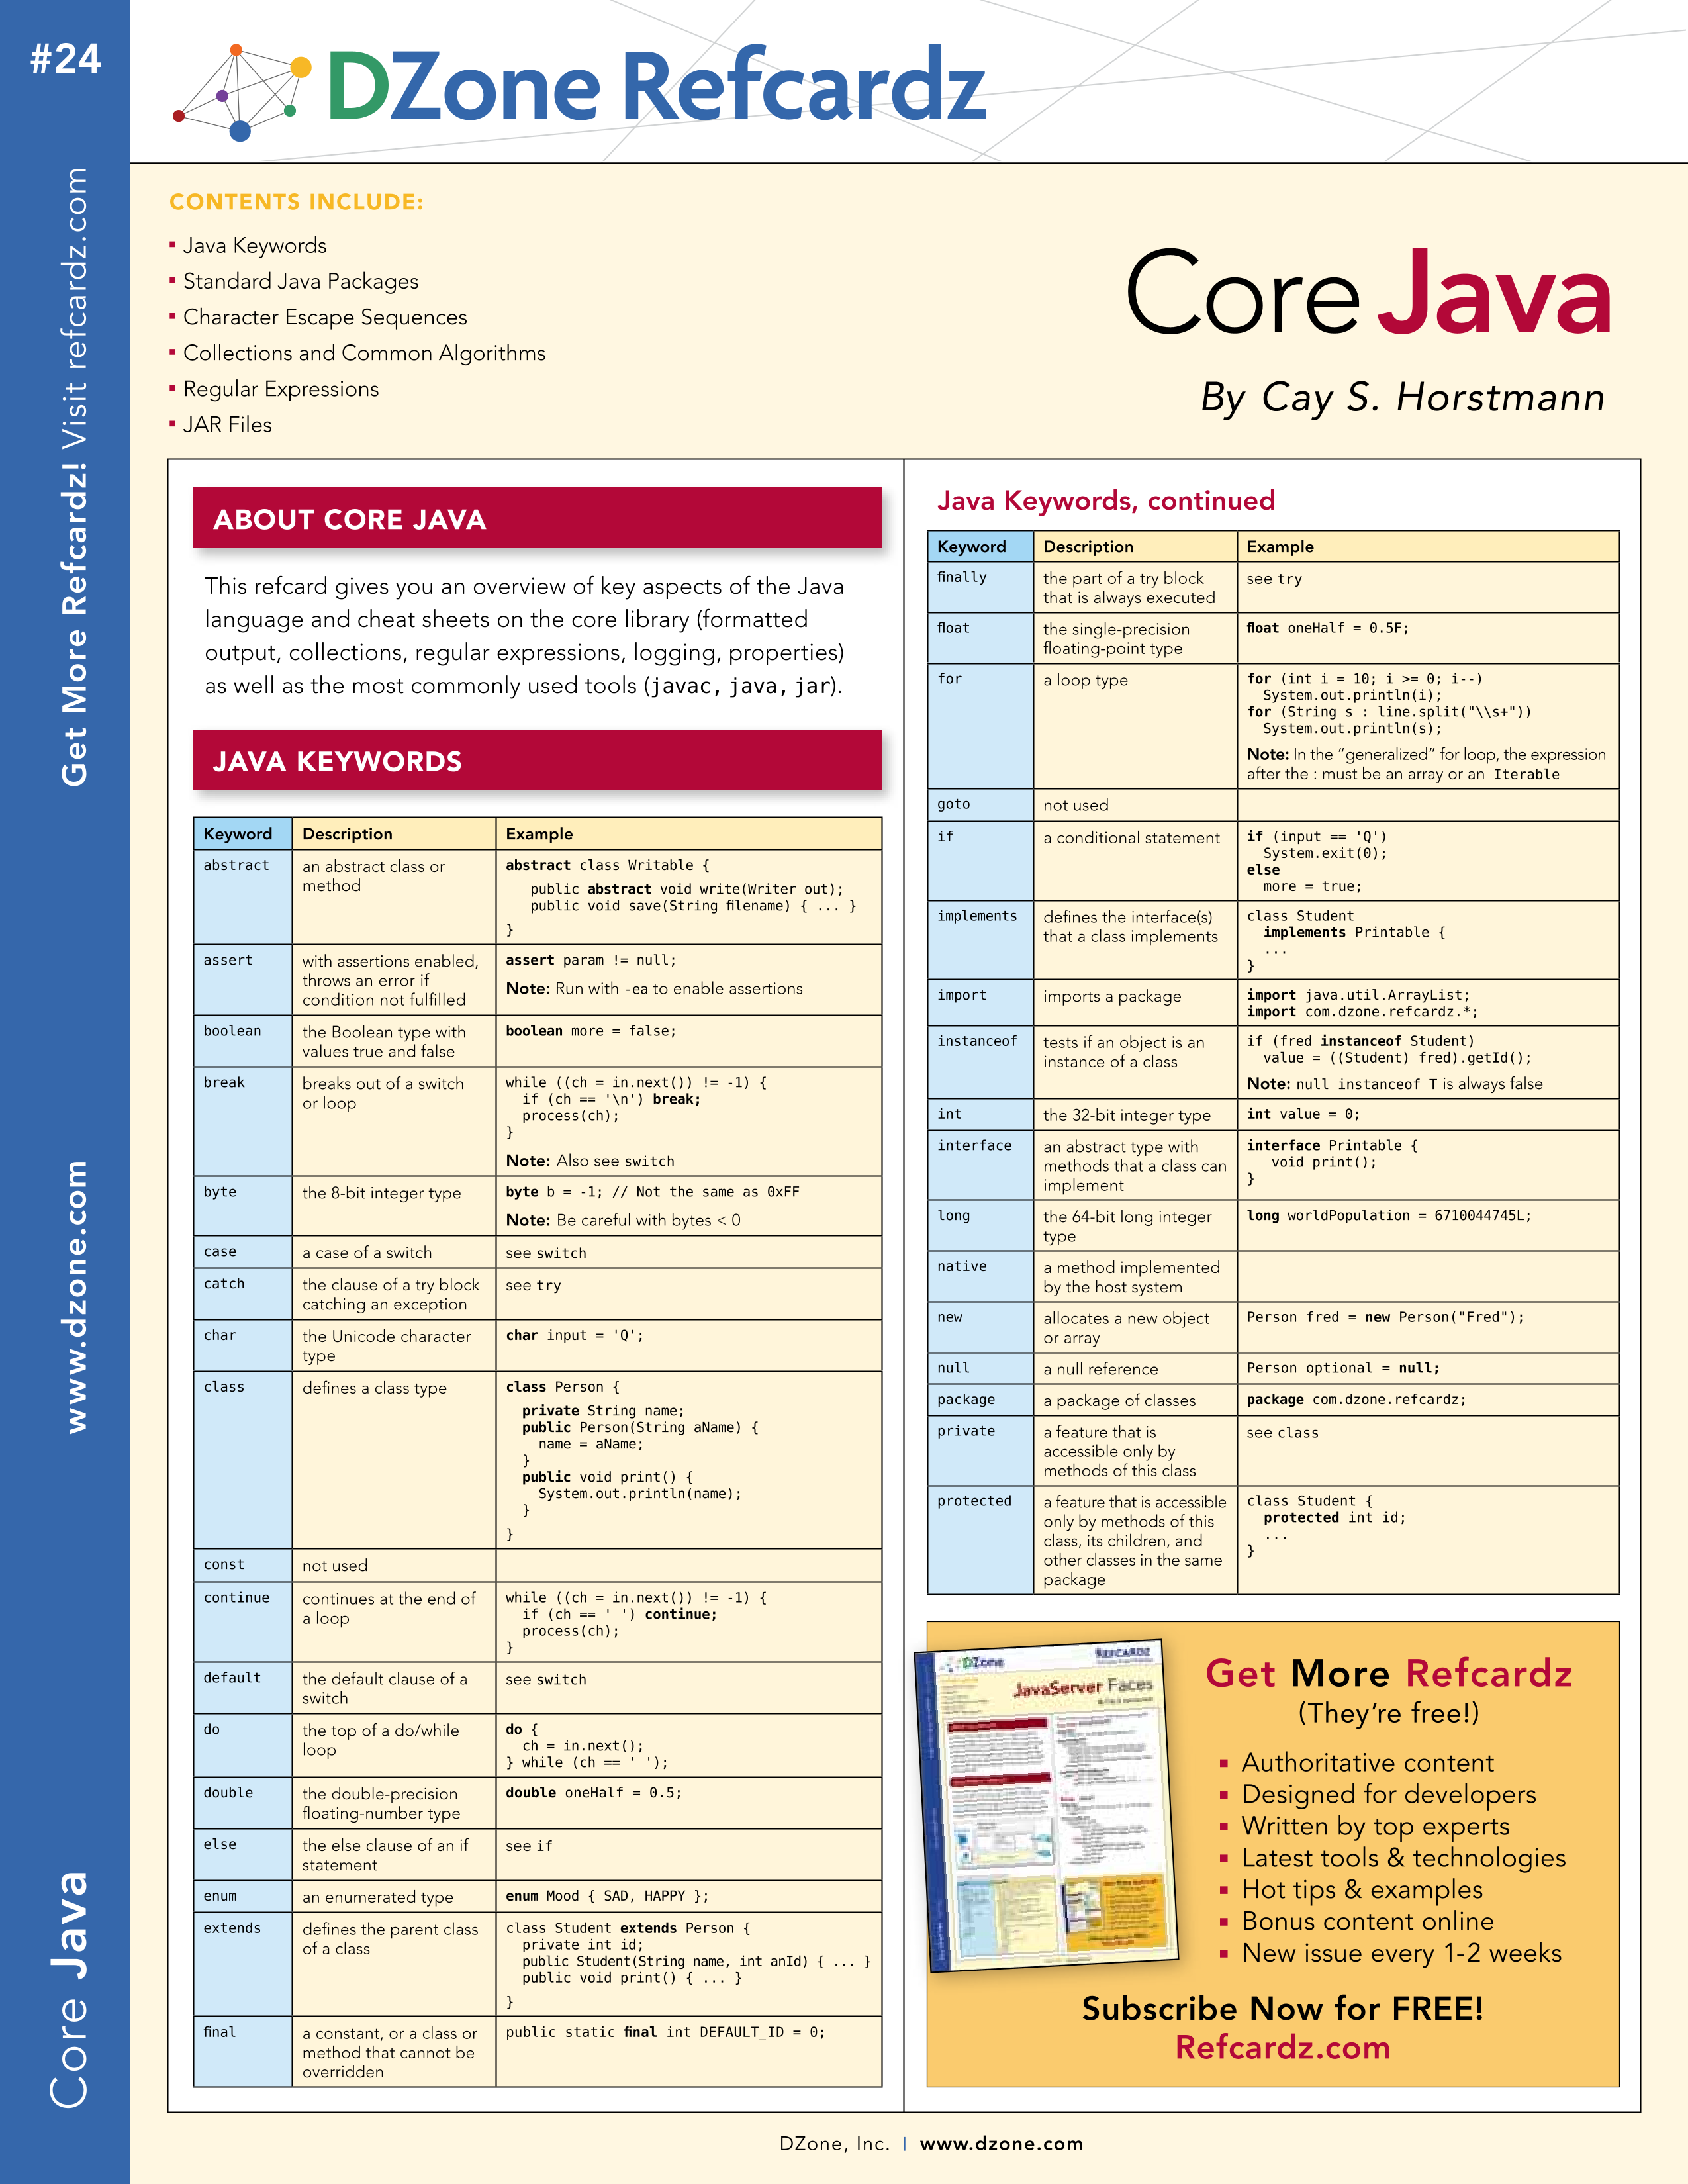 #24
DZone Refcardz
Get More Refcardz! Visit refcardz.com
www.dzone.com
Core Java
CONTENTS INCLUDE:
▪ Java Keywords
▪ Standard Java Packages
▪ Character Escape Sequences
▪ Collections and Common Algorithms
▪ Regular Expressions
▪ JAR Files
Core Java
By Cay S. Horstmann
ABOUT CORE JAVA
This refcard gives you an overview of key aspects of the Java
language and cheat sheets on the core library (formatted
output, collections, regular expressions, logging, properties)
as well as the most commonly used tools (javac, java, jar).
JAVA KEYWORDS
Keyword Description Example
abstract an abstract class or abstract class Writable {
method public abstract void write(Writer out);
public void save(String filename) { ... }
}
assert with assertions enabled, assert param != null;
throws an error if Note: Run with -ea to enable assertions
condition not fulfilled
boolean the Boolean type with boolean more = false;
values true and false
break breaks out of a switch while ((ch = in.next()) != -1) {
or loop if (ch == '\n') break;
process(ch);
}
Note: Also see switch
byte the 8-bit integer type byte b = -1; // Not the same as 0xFF
Note: Be careful with bytes < 0
case a case of a switch see switch
catch the clause of a try block see try
catching an exception
char the Unicode character char input = 'Q';
type
class defines a class type class Person {
private String name;
public Person(String aName) {
name = aName;
}
public void print() {
System.out.println(name);
}
}
const not used
continue continues at the end of while ((ch = in.next()) != -1) {
a loop if (ch == ' ') continue;
process(ch);
}
default the default clause of a see switch
switch
do the top of a do/while do {
loop ch = in.next();
} while (ch == ' ');
double the double-precision double oneHalf = 0.5;
floating-number type
else the else clause of an if see if
statement
enum an enumerated type enum Mood { SAD, HAPPY };
extends defines the parent class class Student extends Person {
of a class private int id;
public Student(String name, int anId) { ... }
public void print() { ... }
}
final a constant, or a class or public static final int DEFAULT_ID = 0;
method that cannot be
overridden
Java Keywords, continued
Keyword Description Example
finally the part of a try block see try
that is always executed
float the single-precision float oneHalf = 0.5F;
floating-point type
for a loop type for (int i = 10; i >= 0; i--)
System.out.println(i);
for (String s : line.split("\\s+"))
System.out.println(s);
Note: In the “generalized” for loop, the expression
after the : must be an array or an Iterable
goto not used
if a conditional statement if (input == 'Q')
System.exit(0);
else
more = true;
implements defines the interface(s) class Student
that a class implements implements Printable {
...
}
import imports a package import java.util.ArrayList;
import com.dzone.refcardz.*;
instanceof tests if an object is an if (fred instanceof Student)
instance of a class value = ((Student) fred).getId();
Note: null instanceof T is always false
int the 32-bit integer type int value = 0;
interface an abstract type with interface Printable {
methods that a class can void print();
implement }
long the 64-bit long integer long worldPopulation = 6710044745L;
type
native a method implemented
by the host system
new allocates a new object Person fred = new Person("Fred");
or array
null a null reference Person optional = null;
package a package of classes package com.dzone.refcardz;
private a feature that is see class
accessible only by
methods of this class
protected a feature that is accessible class Student {
only by methods of this protected int id;
class, its children, and ...
other classes in the same }
package
DZone REFCARDZ
JavaServer Faces
Get More Refcardz
(They’re free!)
▪ Authoritative content
▪ Designed for developers
▪ Written by top experts
▪ Latest tools & technologies
▪ Hot tips & examples
▪ Bonus content online
▪ New issue every 1-2 weeks
Subscribe Now for FREE!
Refcardz.com
DZone, Inc. | www.dzone.com